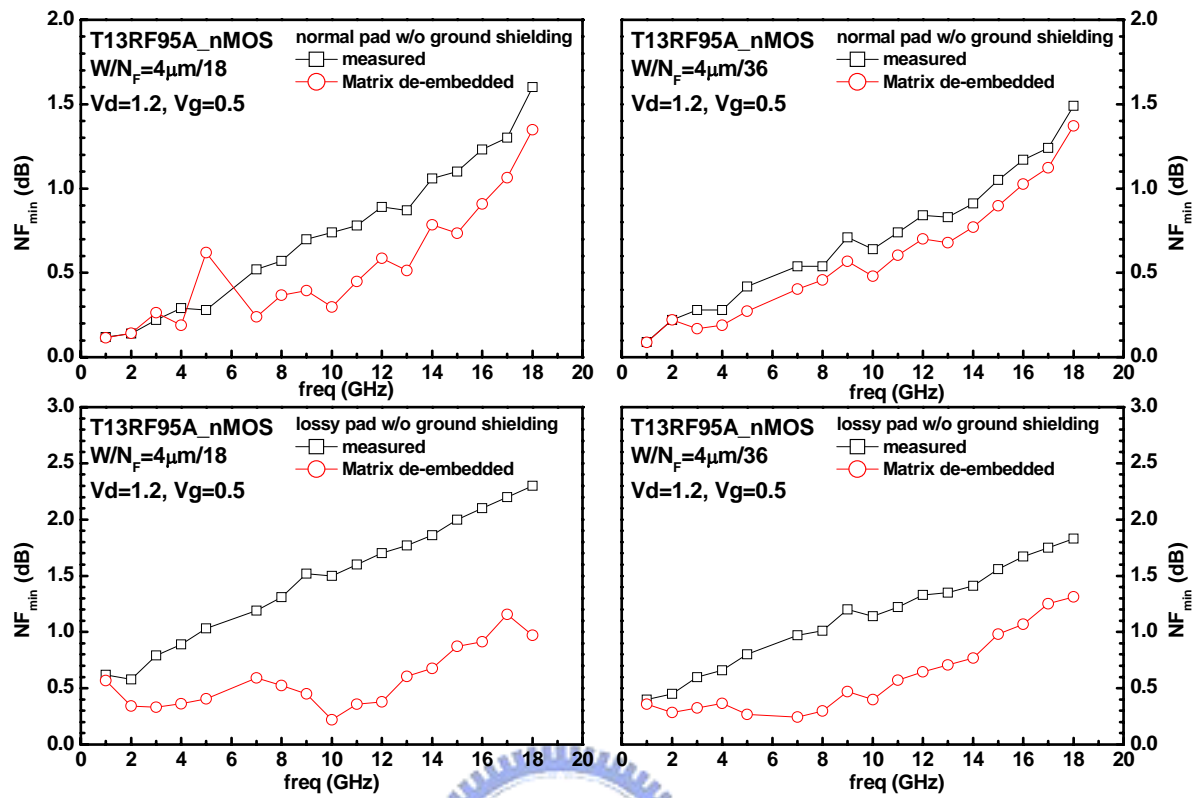 T13RF95A_nMOS
W/N_F=4μm/18
Vd=1.2, Vg=0.5
normal pad w/o ground shielding
measured
Matrix de-embedded
2.0
1.5
1.0
0.5
0.0
NF_min (dB)
0 2 4 6 8 10 12 14 16 18 20
freq (GHz)
T13RF95A_nMOS
W/N_F=4μm/36
Vd=1.2, Vg=0.5
normal pad w/o ground shielding
measured
Matrix de-embedded
2.0
1.5
1.0
0.5
0.0
NF_min (dB)
0 2 4 6 8 10 12 14 16 18 20
freq (GHz)
T13RF95A_nMOS
W/N_F=4μm/18
Vd=1.2, Vg=0.5
lossy pad w/o ground shielding
measured
Matrix de-embedded
3.0
2.5
2.0
1.5
1.0
0.5
0.0
NF_min (dB)
0 2 4 6 8 10 12 14 16 18 20
freq (GHz)
T13RF95A_nMOS
W/N_F=4μm/36
Vd=1.2, Vg=0.5
lossy pad w/o ground shielding
measured
Matrix de-embedded
3.0
2.5
2.0
1.5
1.0
0.5
0.0
NF_min (dB)
0 2 4 6 8 10 12 14 16 18 20
freq (GHz)